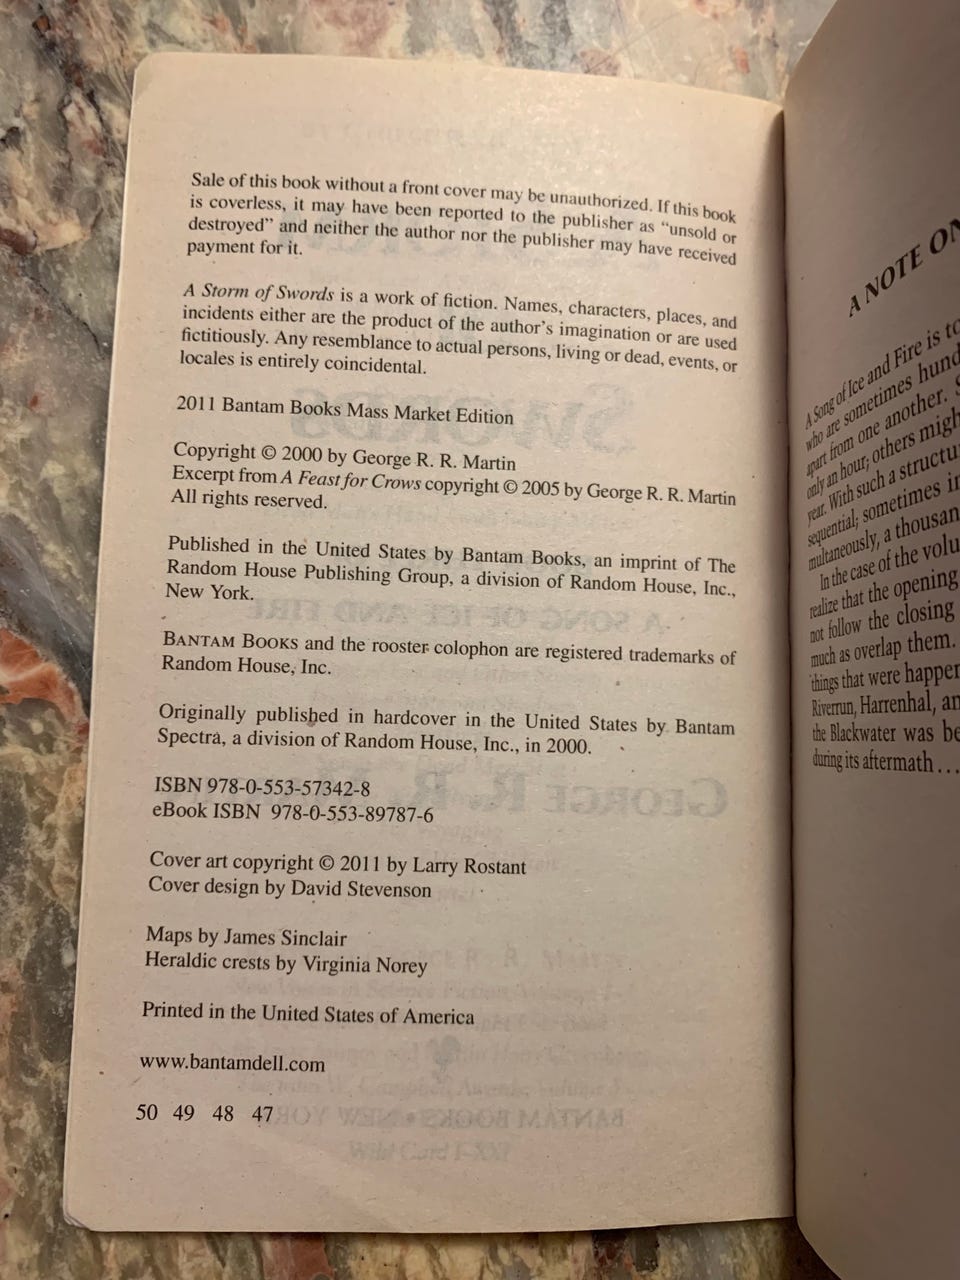 Sale of this book without a front cover may be unauthorized. If this book
is coverless, it may have been reported to the publisher as “unsold or
destroyed” and neither the author nor the publisher may have received
payment for it.
A Storm of Swords is a work of fiction. Names, characters, places, and
incidents either are the product of the author’s imagination or are used
fictitiously. Any resemblance to actual persons, living or dead, events, or
locales is entirely coincidental.
2011 Bantam Books Mass Market Edition
Copyright © 2000 by George R. R. Martin
Excerpt from A Feast for Crows copyright © 2005 by George R. R. Martin
All rights reserved.
Published in the United States by Bantam Books, an imprint of The
Random House Publishing Group, a division of Random House, Inc.,
New York.
BANTAM BOOKS and the rooster colophon are registered trademarks of
Random House, Inc.
Originally published in hardcover in the United States by Bantam
Spectra, a division of Random House, Inc., in 2000.
ISBN 978-0-553-57342-8
eBook ISBN 978-0-553-89787-6
Cover art copyright © 2011 by Larry Rostant
Cover design by David Stevenson
Maps by James Sinclair
Heraldic crests by Virginia Norey
Printed in the United States of America
www.bantamdell.com
50 49 48 47
A NOTE ON
A Song of Ice and Fire is
who are sometimes
apart from one another.
only an hour; others
year. With such a
sequential; sometimes
multaneously, a
In the case of the
realize that the opening
not follow the closing
much as overlap them.
things that were
Riverrun, Harrenhal,
the Blackwater was
during its aftermath . . .